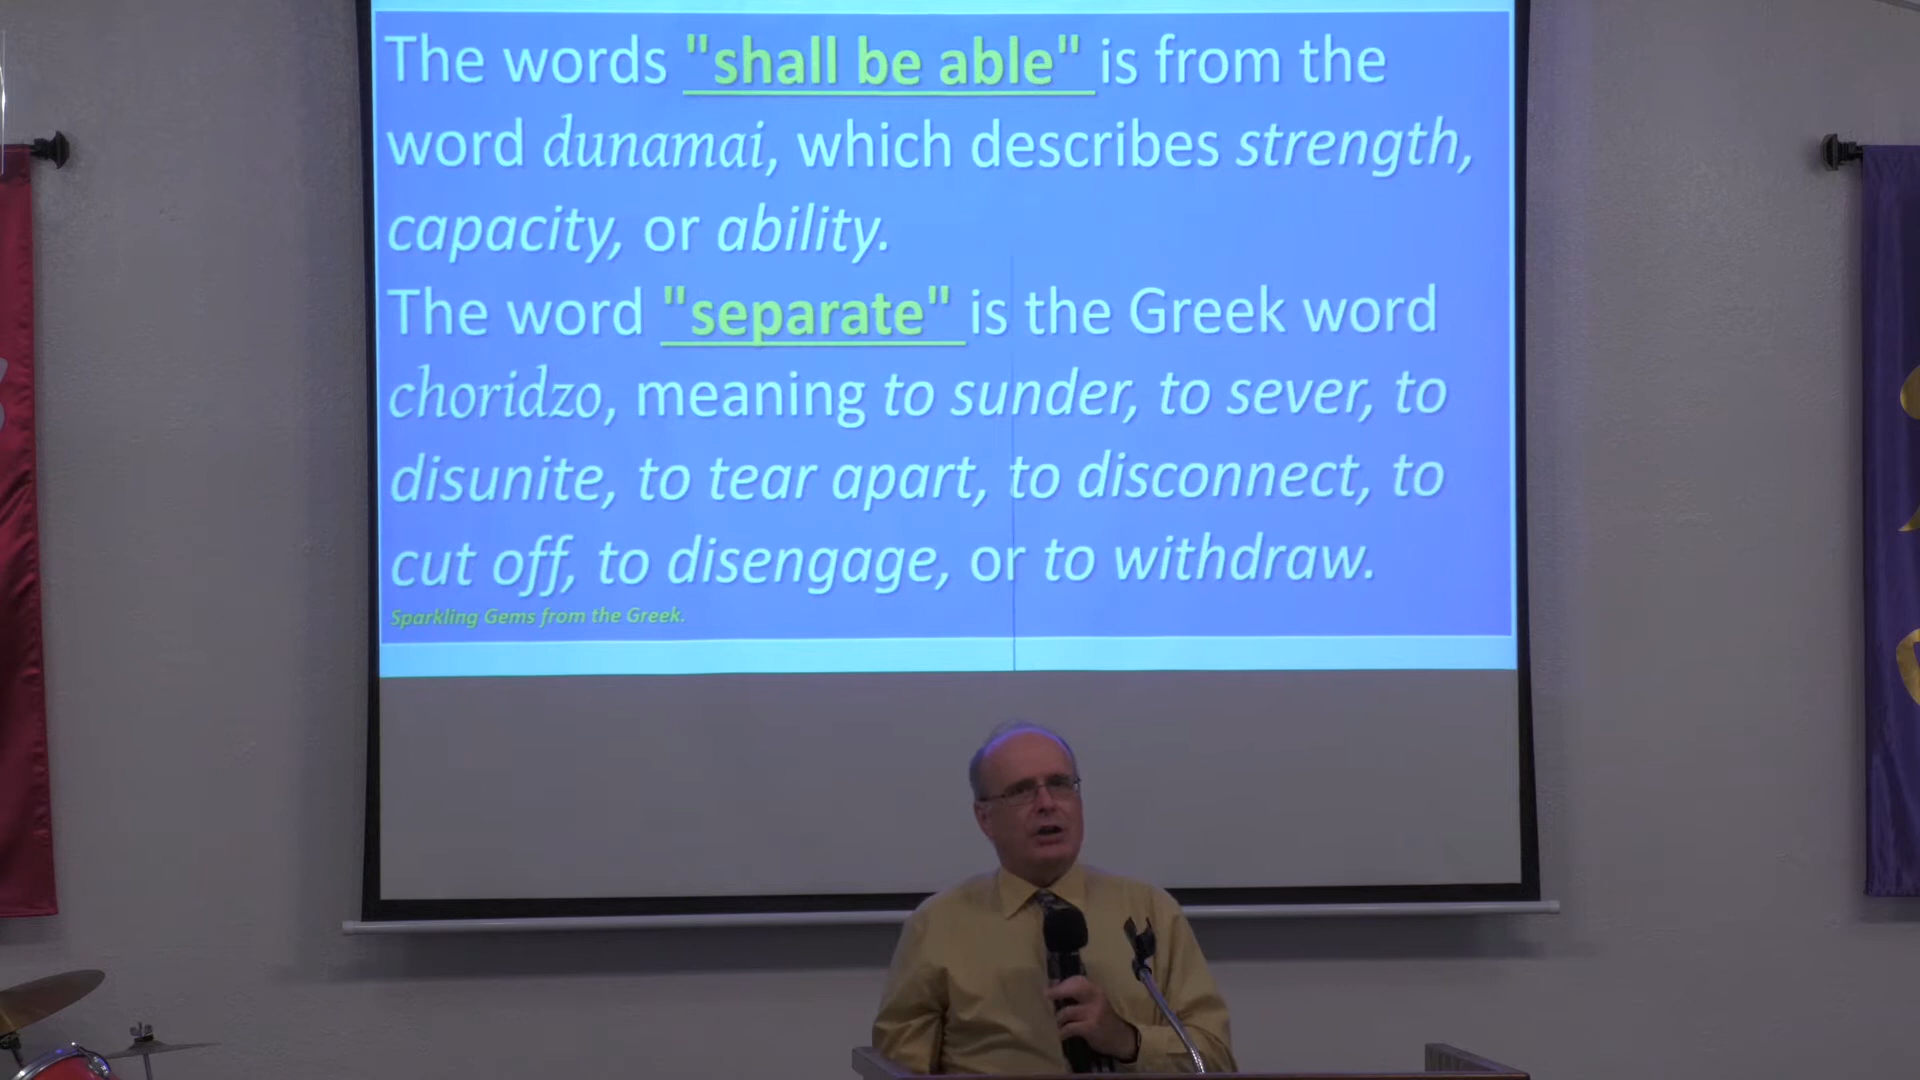 The words "shall be able" is from the
word dunamai, which describes strength,
capacity, or ability.
The word "separate" is the Greek word
choridzo, meaning to sunder, to sever, to
disunite, to tear apart, to disconnect, to
cut off, to disengage, or to withdraw.
Sparkling Gems from the Greek.